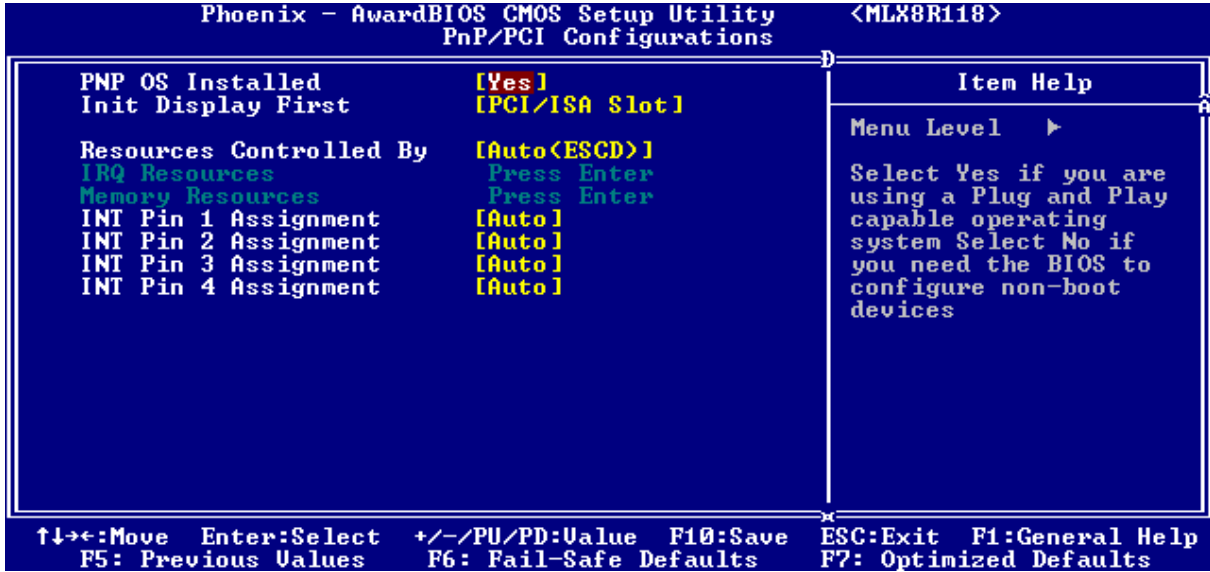 Phoenix - AwardBIOS CMOS Setup Utility <MLX8R118>
PnP/PCI Configurations
PNP OS Installed [Yes]
Init Display First [PCI/ISA Slot]
Resources Controlled By [Auto(ESCD)]
IRQ Resources Press Enter
Memory Resources Press Enter
INT Pin 1 Assignment [Auto]
INT Pin 2 Assignment [Auto]
INT Pin 3 Assignment [Auto]
INT Pin 4 Assignment [Auto]
Item Help
Menu Level ►
Select Yes if you are
using a Plug and Play
capable operating
system Select No if
you need the BIOS to
configure non-boot
devices
↑↓→←:Move Enter:Select +/-/PU/PD:Value F10:Save ESC:Exit F1:General Help
F5: Previous Values F6: Fail-Safe Defaults F7: Optimized Defaults